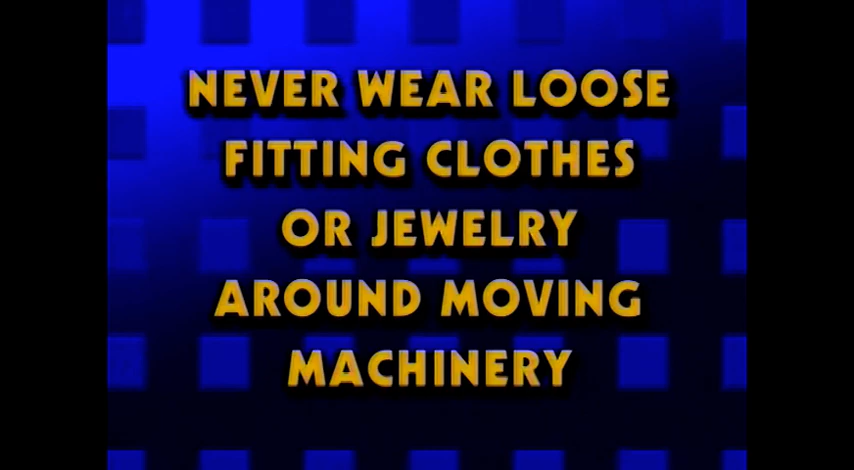 NEVER WEAR LOOSE
FITTING CLOTHES
OR JEWELRY
AROUND MOVING
MACHINERY